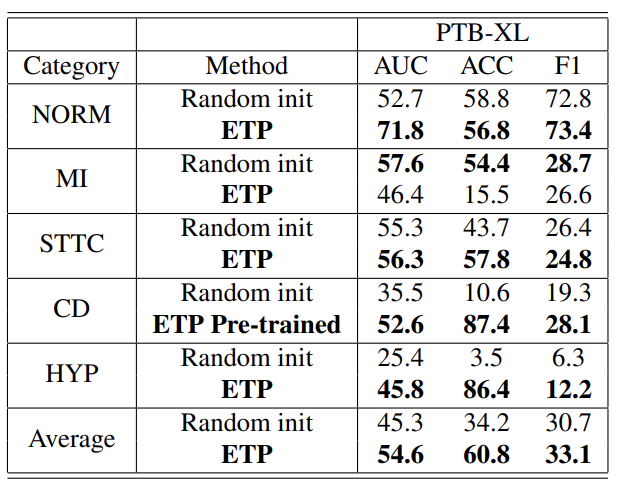 PTB-XL
Category Method AUC ACC F1
NORM Random init 52.7 58.8 72.8
ETP 71.8 56.8 73.4
MI Random init 57.6 54.4 28.7
ETP 46.4 15.5 26.6
STTC Random init 55.3 43.7 26.4
ETP 56.3 57.8 24.8
CD Random init 35.5 10.6 19.3
ETP Pre-trained 52.6 87.4 28.1
HYP Random init 25.4 3.5 6.3
ETP 45.8 86.4 12.2
Average Random init 45.3 34.2 30.7
ETP 54.6 60.8 33.1